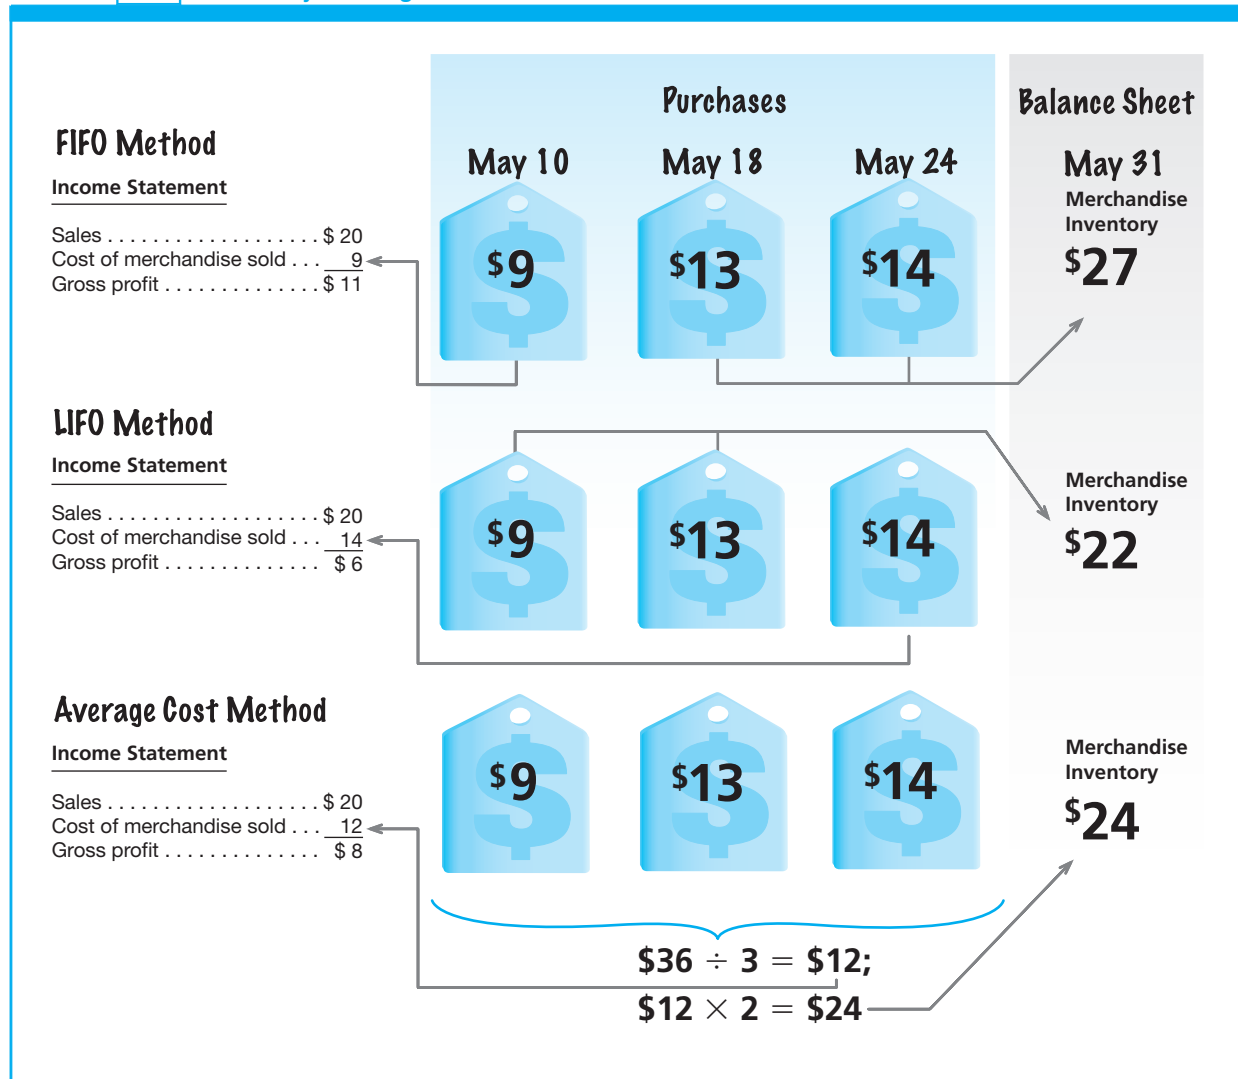 Purchases
Balance Sheet
FIFO Method
May 10
May 18
May 24
May 31
Income Statement
Merchandise
Inventory
Sales . . . . . . . . . . . . . . . . . . . $ 20
Cost of merchandise sold . . . 9
Gross profit . . . . . . . . . . . . . . $ 11
$9
$13
$14
$27
LIFO Method
Income Statement
Merchandise
Inventory
Sales . . . . . . . . . . . . . . . . . . . $ 20
Cost of merchandise sold . . . 14
Gross profit . . . . . . . . . . . . . . $ 6
$9
$13
$14
$22
Average Cost Method
Income Statement
Merchandise
Inventory
Sales . . . . . . . . . . . . . . . . . . . $ 20
Cost of merchandise sold . . . 12
Gross profit . . . . . . . . . . . . . . $ 8
$9
$13
$14
$24
$36 ÷ 3 = $12;
$12 × 2 = $24